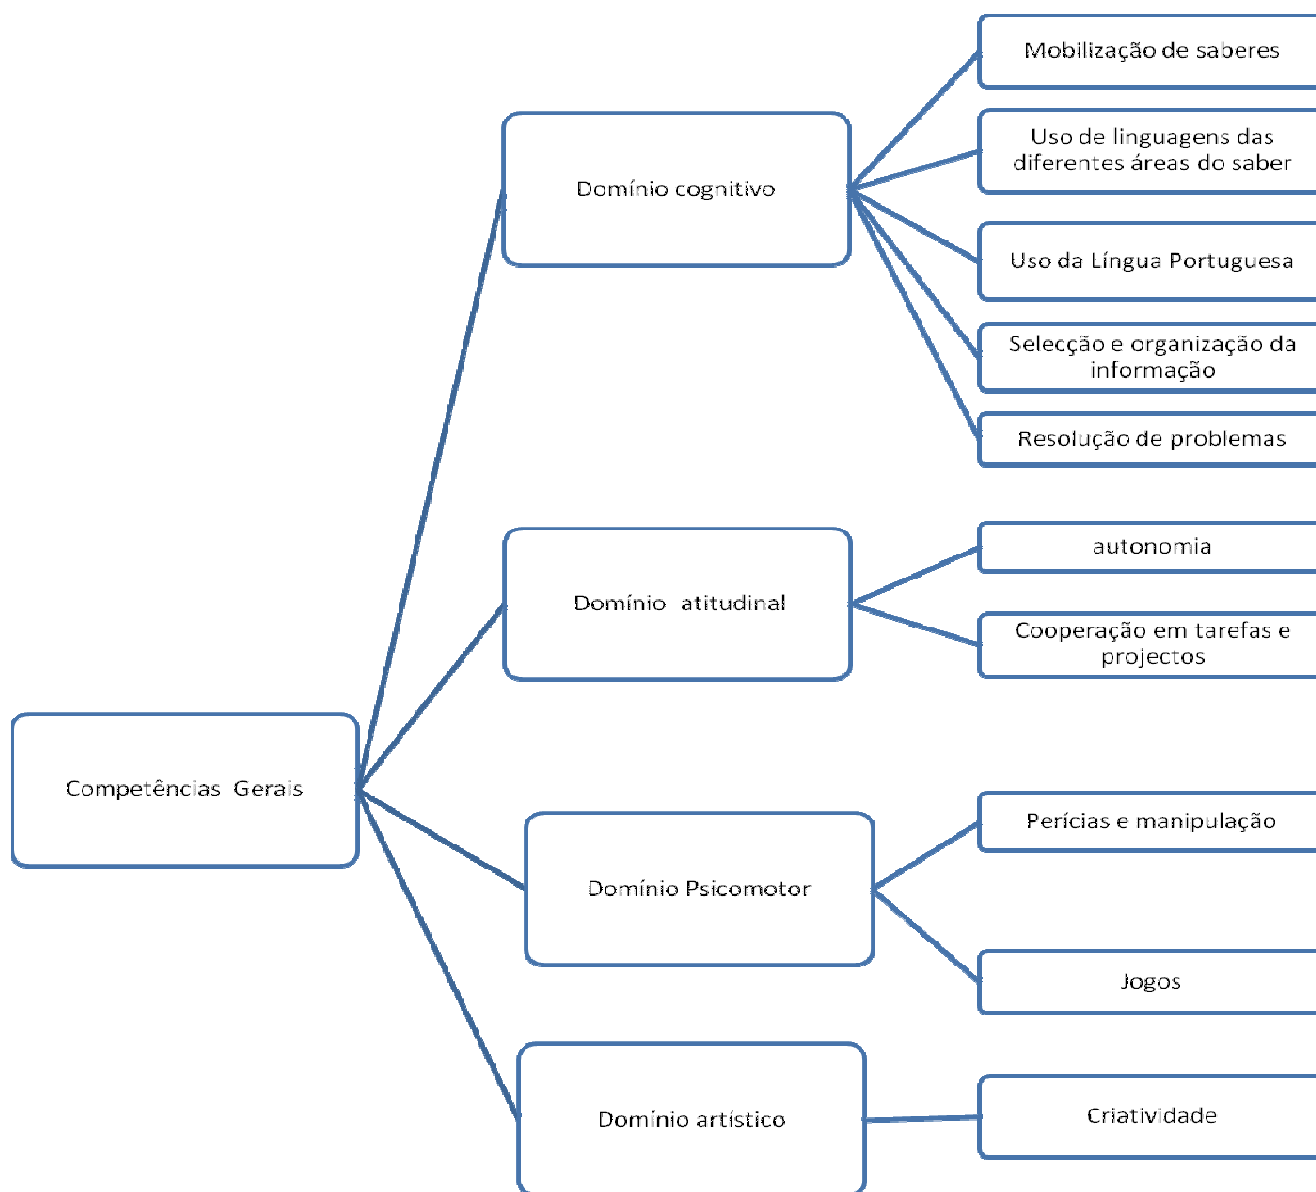 Competências  Gerais
Domínio cognitivo
Mobilização de saberes
Uso de linguagens das
diferentes áreas do saber
Uso da Língua Portuguesa
Selecção e organização da
informação
Resolução de problemas
Domínio  atitudinal
autonomia
Cooperação em tarefas e
projectos
Domínio Psicomotor
Perícias e manipulação
Jogos
Domínio artístico
Criatividade